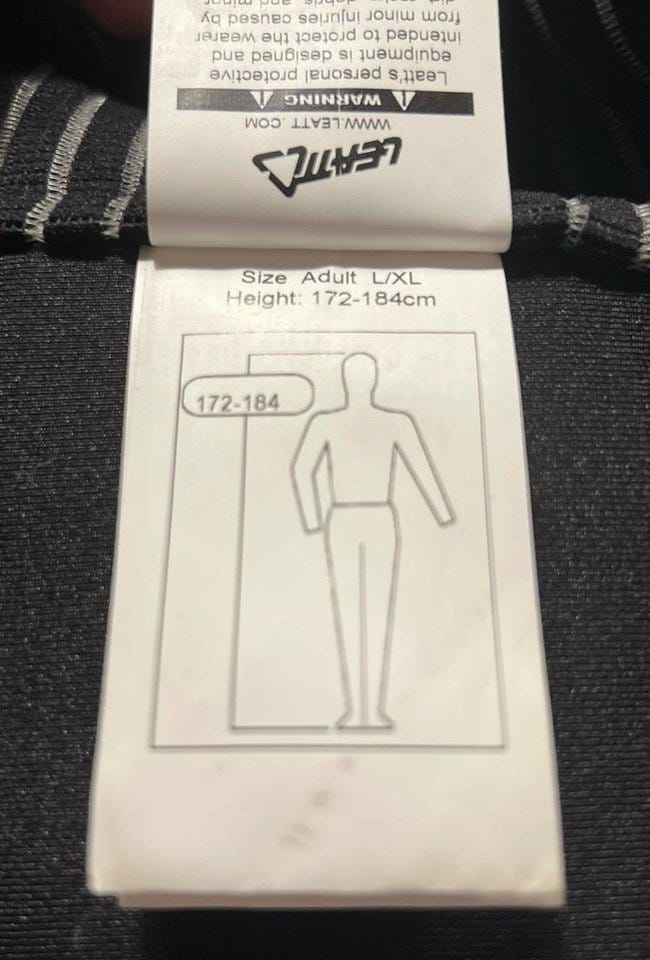 LEATT
WWW.LEATT.COM
WARNING
Leatt's personal protective
equipment is designed and
intended to protect the wearer
from minor injuries caused by
Size Adult L/XL
Height: 172-184cm
172-184